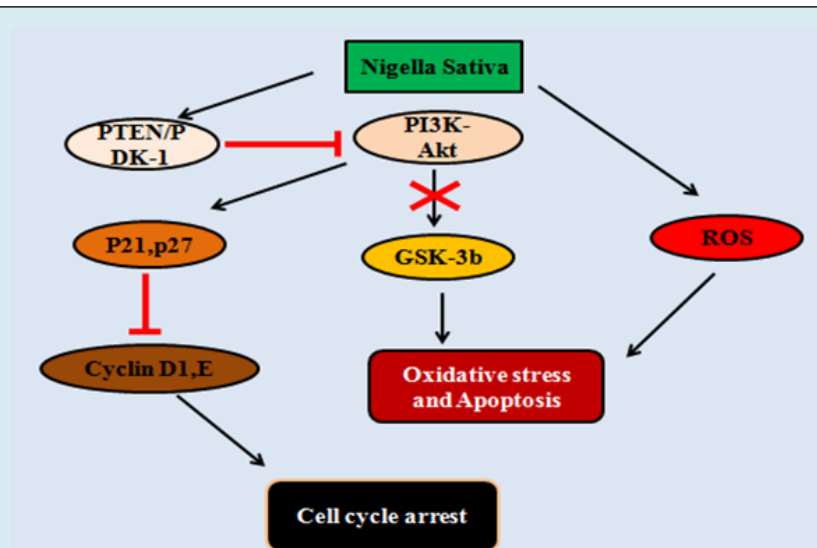 Nigella Sativa
PTEN/P
DK-1
PI3K-
Akt
P21,p27
GSK-3b
ROS
Cyclin D1,E
Oxidative stress
and Apoptosis
Cell cycle arrest